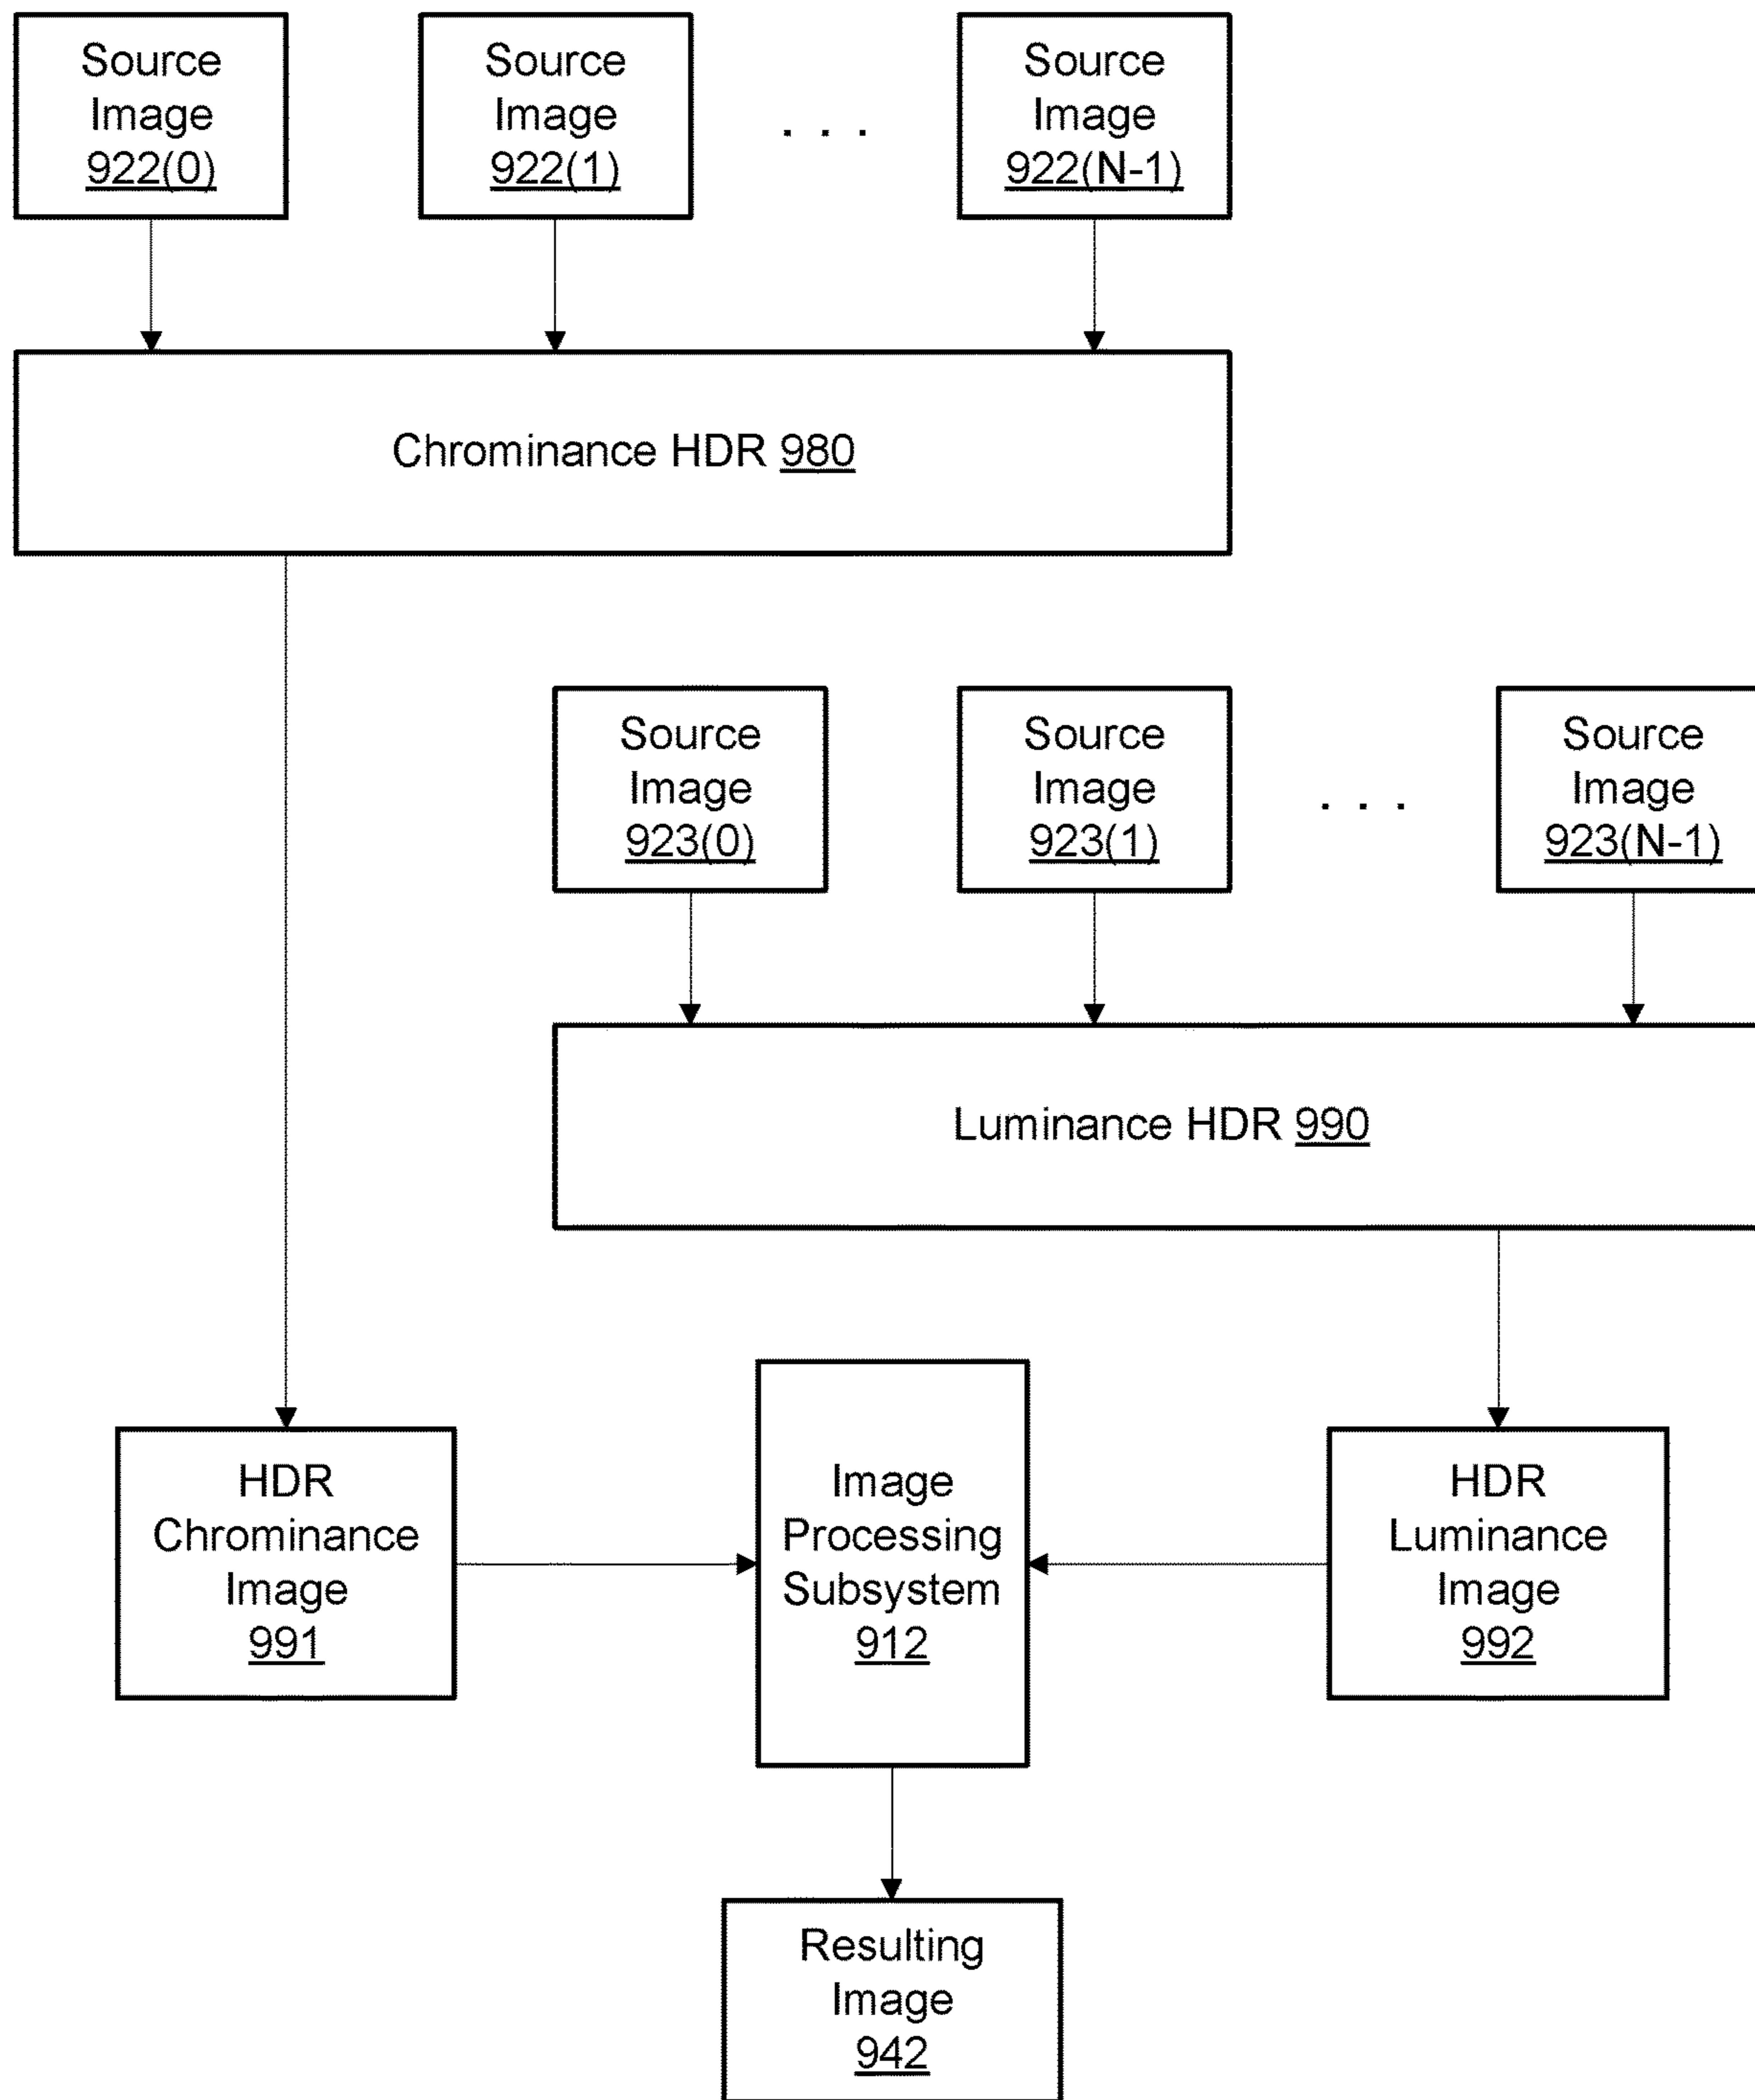 Source
Image
922(0)
Source
Image
922(1)
. . .
Source
Image
922(N-1)
Chrominance HDR 980
Source
Image
923(0)
Source
Image
923(1)
. . .
Source
Image
923(N-1)
Luminance HDR 990
HDR
Chrominance
Image
991
Image
Processing
Subsystem
912
HDR
Luminance
Image
992
Resulting
Image
942